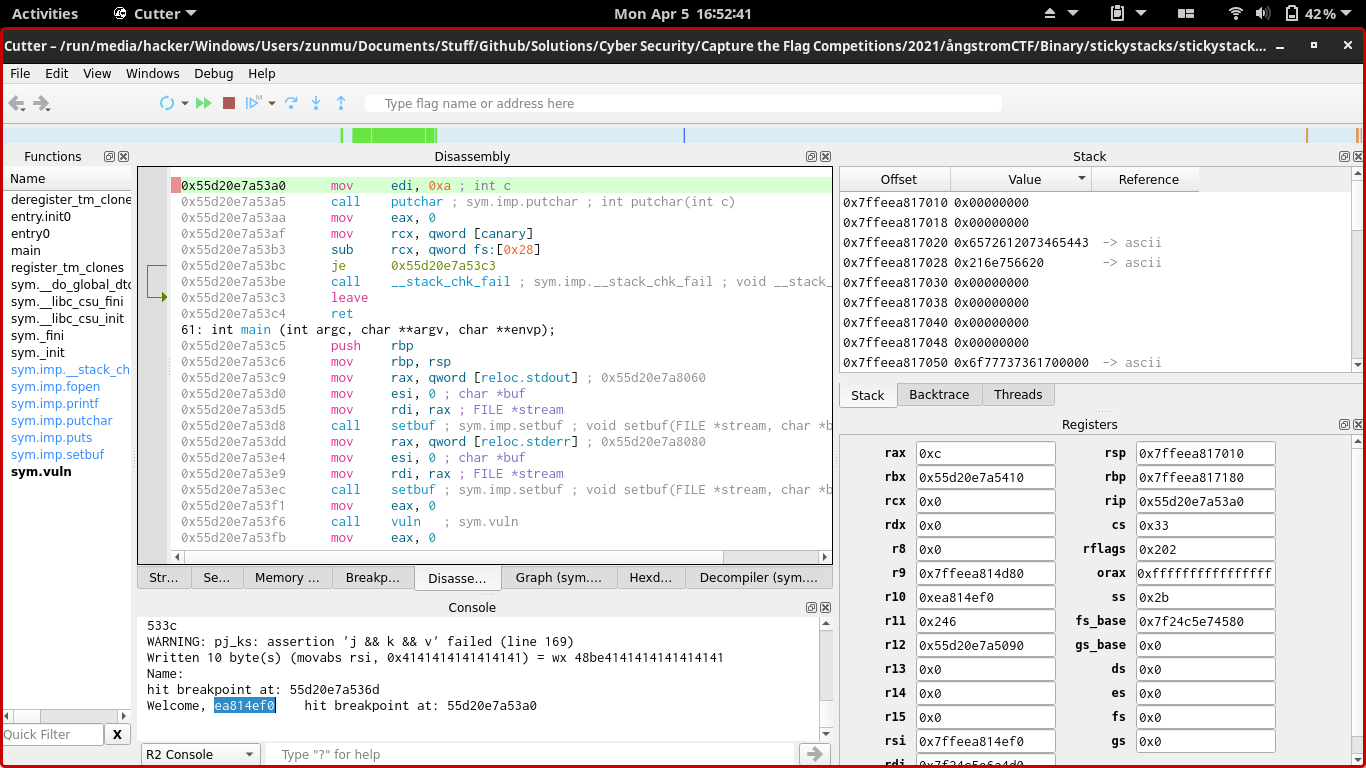 Activities
Cutter
Mon Apr 5 16:52:41
42 %
Cutter – /run/media/hacker/Windows/Users/zunmu/Documents/Stuff/Github/Solutions/Cyber Security/Capture the Flag Competitions/2021/ångstromCTF/Binary/stickystacks/stickystack...
File Edit View Windows Debug Help
Type flag name or address here
Functions
Name
deregister_tm_clone
entry.init0
entry0
main
register_tm_clones
sym.__do_global_dto
sym.__libc_csu_fini
sym.__libc_csu_init
sym._fini
sym._init
sym.imp.__stack_ch
sym.imp.fopen
sym.imp.printf
sym.imp.putchar
sym.imp.puts
sym.imp.setbuf
sym.vuln
Quick Filter
X
Disassembly
0x55d20e7a53a0 mov edi, 0xa ; int c
0x55d20e7a53a5 call putchar ; sym.imp.putchar ; int putchar(int c)
0x55d20e7a53aa mov eax, 0
0x55d20e7a53af mov rcx, qword [canary]
0x55d20e7a53b3 sub rcx, qword fs:[0x28]
0x55d20e7a53bc je 0x55d20e7a53c3
0x55d20e7a53be call __stack_chk_fail ; sym.imp.__stack_chk_fail ; void __stack_
0x55d20e7a53c3 leave
0x55d20e7a53c4 ret
61: int main (int argc, char **argv, char **envp);
0x55d20e7a53c5 push rbp
0x55d20e7a53c6 mov rbp, rsp
0x55d20e7a53c9 mov rax, qword [reloc.stdout] ; 0x55d20e7a8060
0x55d20e7a53d0 mov esi, 0 ; char *buf
0x55d20e7a53d5 mov rdi, rax ; FILE *stream
0x55d20e7a53d8 call setbuf ; sym.imp.setbuf ; void setbuf(FILE *stream, char *b
0x55d20e7a53dd mov rax, qword [reloc.stderr] ; 0x55d20e7a8080
0x55d20e7a53e4 mov esi, 0 ; char *buf
0x55d20e7a53e9 mov rdi, rax ; FILE *stream
0x55d20e7a53ec call setbuf ; sym.imp.setbuf ; void setbuf(FILE *stream, char *b
0x55d20e7a53f1 mov eax, 0
0x55d20e7a53f6 call vuln ; sym.vuln
0x55d20e7a53fb mov eax, 0
Str... Se... Memory ... Breakp... Disasse... Graph (sym.... Hexd... Decompiler (sym....
Console
533c
WARNING: pj_ks: assertion 'j && k && v' failed (line 169)
Written 10 byte(s) (movabs rsi, 0x4141414141414141) = wx 48be4141414141414141
Name:
hit breakpoint at: 55d20e7a536d
Welcome, ea814ef0 hit breakpoint at: 55d20e7a53a0
R2 Console
Type "?" for help
Stack
Offset Value Reference
0x7ffeea817010 0x00000000
0x7ffeea817018 0x00000000
0x7ffeea817020 0x6572612073465443 -> ascii
0x7ffeea817028 0x216e756620 -> ascii
0x7ffeea817030 0x00000000
0x7ffeea817038 0x00000000
0x7ffeea817040 0x00000000
0x7ffeea817048 0x00000000
0x7ffeea817050 0x6f77737361700000 -> ascii
Stack Backtrace Threads
Registers
rax 0xc rsp 0x7ffeea817010
rbx 0x55d20e7a5410 rbp 0x7ffeea817180
rcx 0x0 rip 0x55d20e7a53a0
rdx 0x0 cs 0x33
r8 0x0 rflags 0x202
r9 0x7ffeea814d80 orax 0xffffffffffffffff
r10 0xea814ef0 ss 0x2b
r11 0x246 fs_base 0x7f24c5e74580
r12 0x55d20e7a5090 gs_base 0x0
r13 0x0 ds 0x0
r14 0x0 es 0x0
r15 0x0 fs 0x0
rsi 0x7ffeea814ef0 gs 0x0